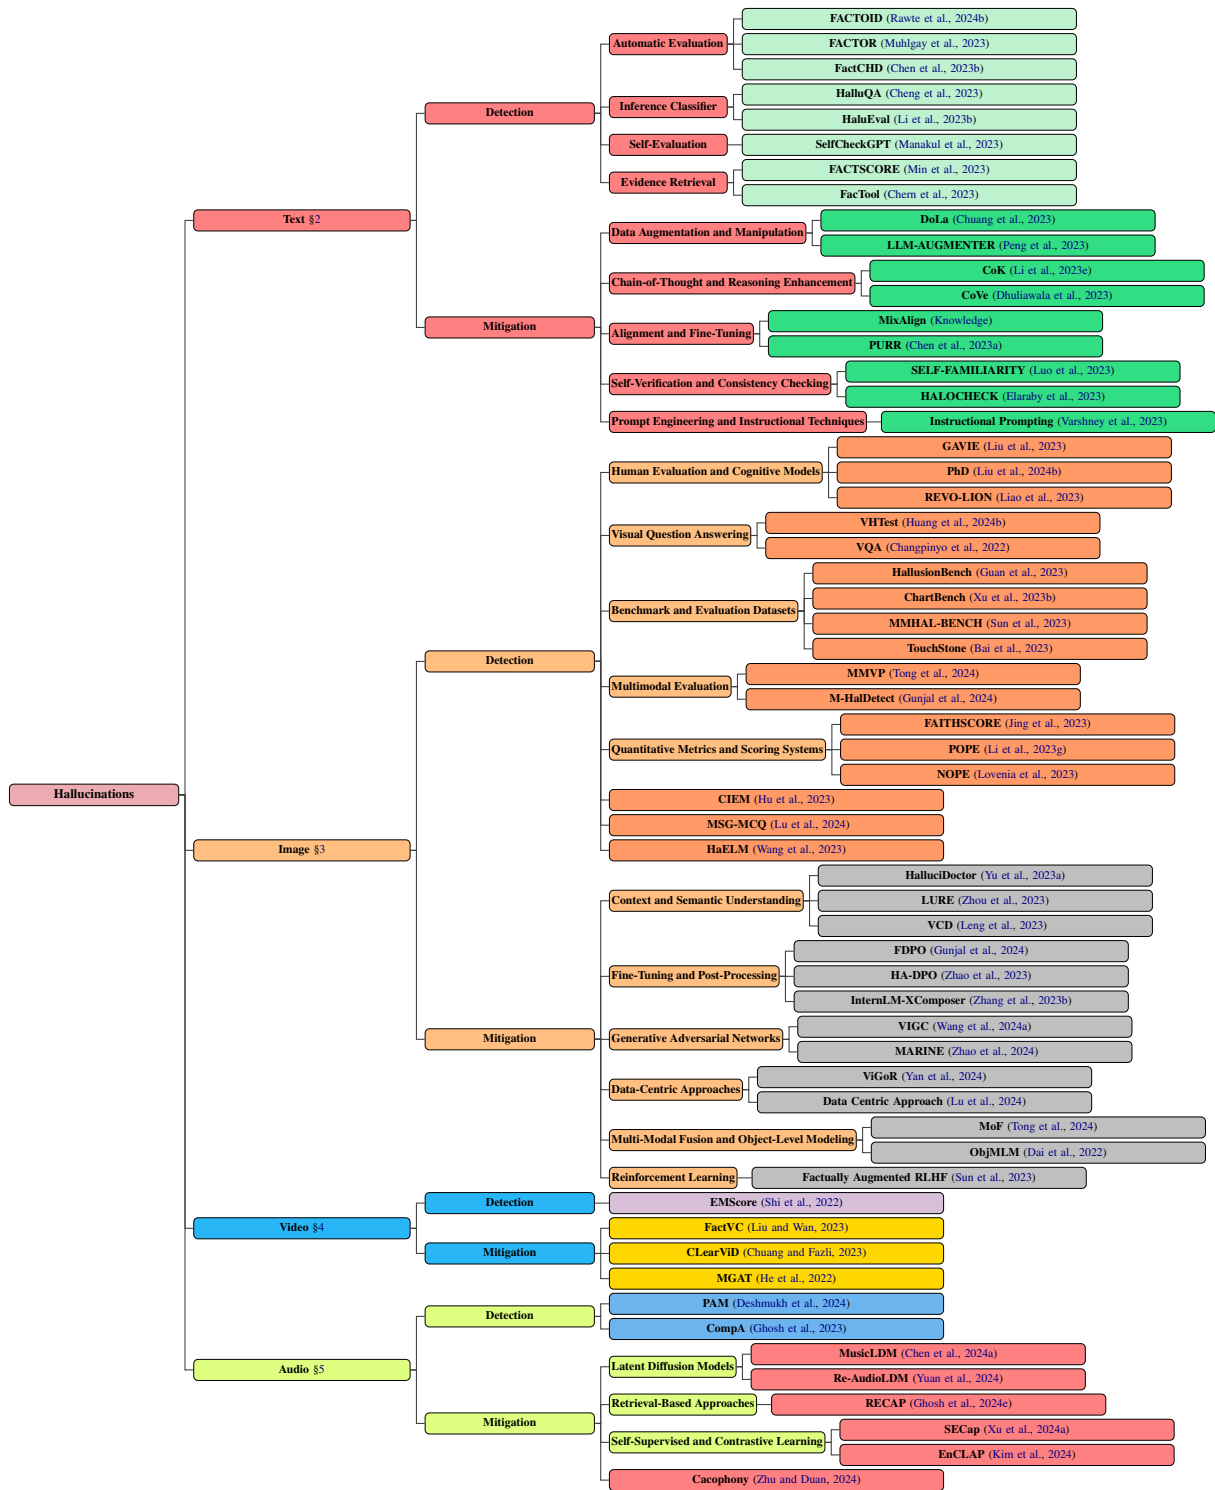 Hallucinations
Text §2
Detection
Automatic Evaluation
FACTOID (Rawte et al., 2024b)
FACTOR (Muhlgay et al., 2023)
FactCHD (Chen et al., 2023b)
Inference Classifier
HalluQA (Cheng et al., 2023)
HaluEval (Li et al., 2023b)
Self-Evaluation
SelfCheckGPT (Manakul et al., 2023)
Evidence Retrieval
FACTSCORE (Min et al., 2023)
FacTool (Chern et al., 2023)
Mitigation
Data Augmentation and Manipulation
DoLa (Chuang et al., 2023)
LLM-AUGMENTER (Peng et al., 2023)
Chain-of-Thought and Reasoning Enhancement
CoK (Li et al., 2023e)
CoVe (Dhuliawala et al., 2023)
Alignment and Fine-Tuning
MixAlign (Knowledge)
PURR (Chen et al., 2023a)
Self-Verification and Consistency Checking
SELF-FAMILIARITY (Luo et al., 2023)
HALOCHECK (Elaraby et al., 2023)
Prompt Engineering and Instructional Techniques
Instructional Prompting (Varshney et al., 2023)
Image §3
Detection
Human Evaluation and Cognitive Models
GAVIE (Liu et al., 2023)
PhD (Liu et al., 2024b)
REVO-LION (Liao et al., 2023)
Visual Question Answering
VHTest (Huang et al., 2024b)
VQA (Changpinyo et al., 2022)
Benchmark and Evaluation Datasets
HallusionBench (Guan et al., 2023)
ChartBench (Xu et al., 2023b)
MMHAL-BENCH (Sun et al., 2023)
TouchStone (Bai et al., 2023)
Multimodal Evaluation
MMVP (Tong et al., 2024)
M-HalDetect (Gunjal et al., 2024)
Quantitative Metrics and Scoring Systems
FAITHSCORE (Jing et al., 2023)
POPE (Li et al., 2023g)
NOPE (Lovenia et al., 2023)
CIEM (Hu et al., 2023)
MSG-MCQ (Lu et al., 2024)
HaELM (Wang et al., 2023)
Mitigation
Context and Semantic Understanding
HalluciDoctor (Yu et al., 2023a)
LURE (Zhou et al., 2023)
VCD (Leng et al., 2023)
Fine-Tuning and Post-Processing
FDPO (Gunjal et al., 2024)
HA-DPO (Zhao et al., 2023)
InternLM-XComposer (Zhang et al., 2023b)
Generative Adversarial Networks
VIGC (Wang et al., 2024a)
MARINE (Zhao et al., 2024)
Data-Centric Approaches
ViGoR (Yan et al., 2024)
Data Centric Approach (Lu et al., 2024)
Multi-Modal Fusion and Object-Level Modeling
MoF (Tong et al., 2024)
ObjMLM (Dai et al., 2022)
Reinforcement Learning
Factually Augmented RLHF (Sun et al., 2023)
Video §4
Detection
EMScore (Shi et al., 2022)
Mitigation
FactVC (Liu and Wan, 2023)
CLearViD (Chuang and Fazli, 2023)
MGAT (He et al., 2022)
Audio §5
Detection
PAM (Deshmukh et al., 2024)
CompA (Ghosh et al., 2023)
Mitigation
Latent Diffusion Models
MusicLDM (Chen et al., 2024a)
Re-AudioLDM (Yuan et al., 2024)
Retrieval-Based Approaches
RECAP (Ghosh et al., 2024e)
Self-Supervised and Contrastive Learning
SECap (Xu et al., 2024a)
EnCLAP (Kim et al., 2024)
Cacophony (Zhu and Duan, 2024)